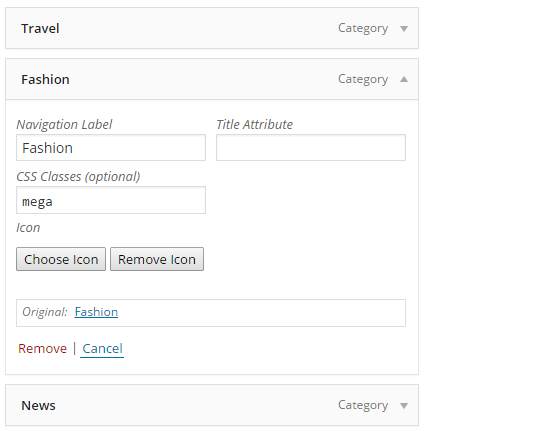 Travel Category
Fashion Category
Navigation Label Title Attribute
Fashion
CSS Classes (optional)
mega
Icon
Choose Icon Remove Icon
Original: Fashion
Remove | Cancel
News Category